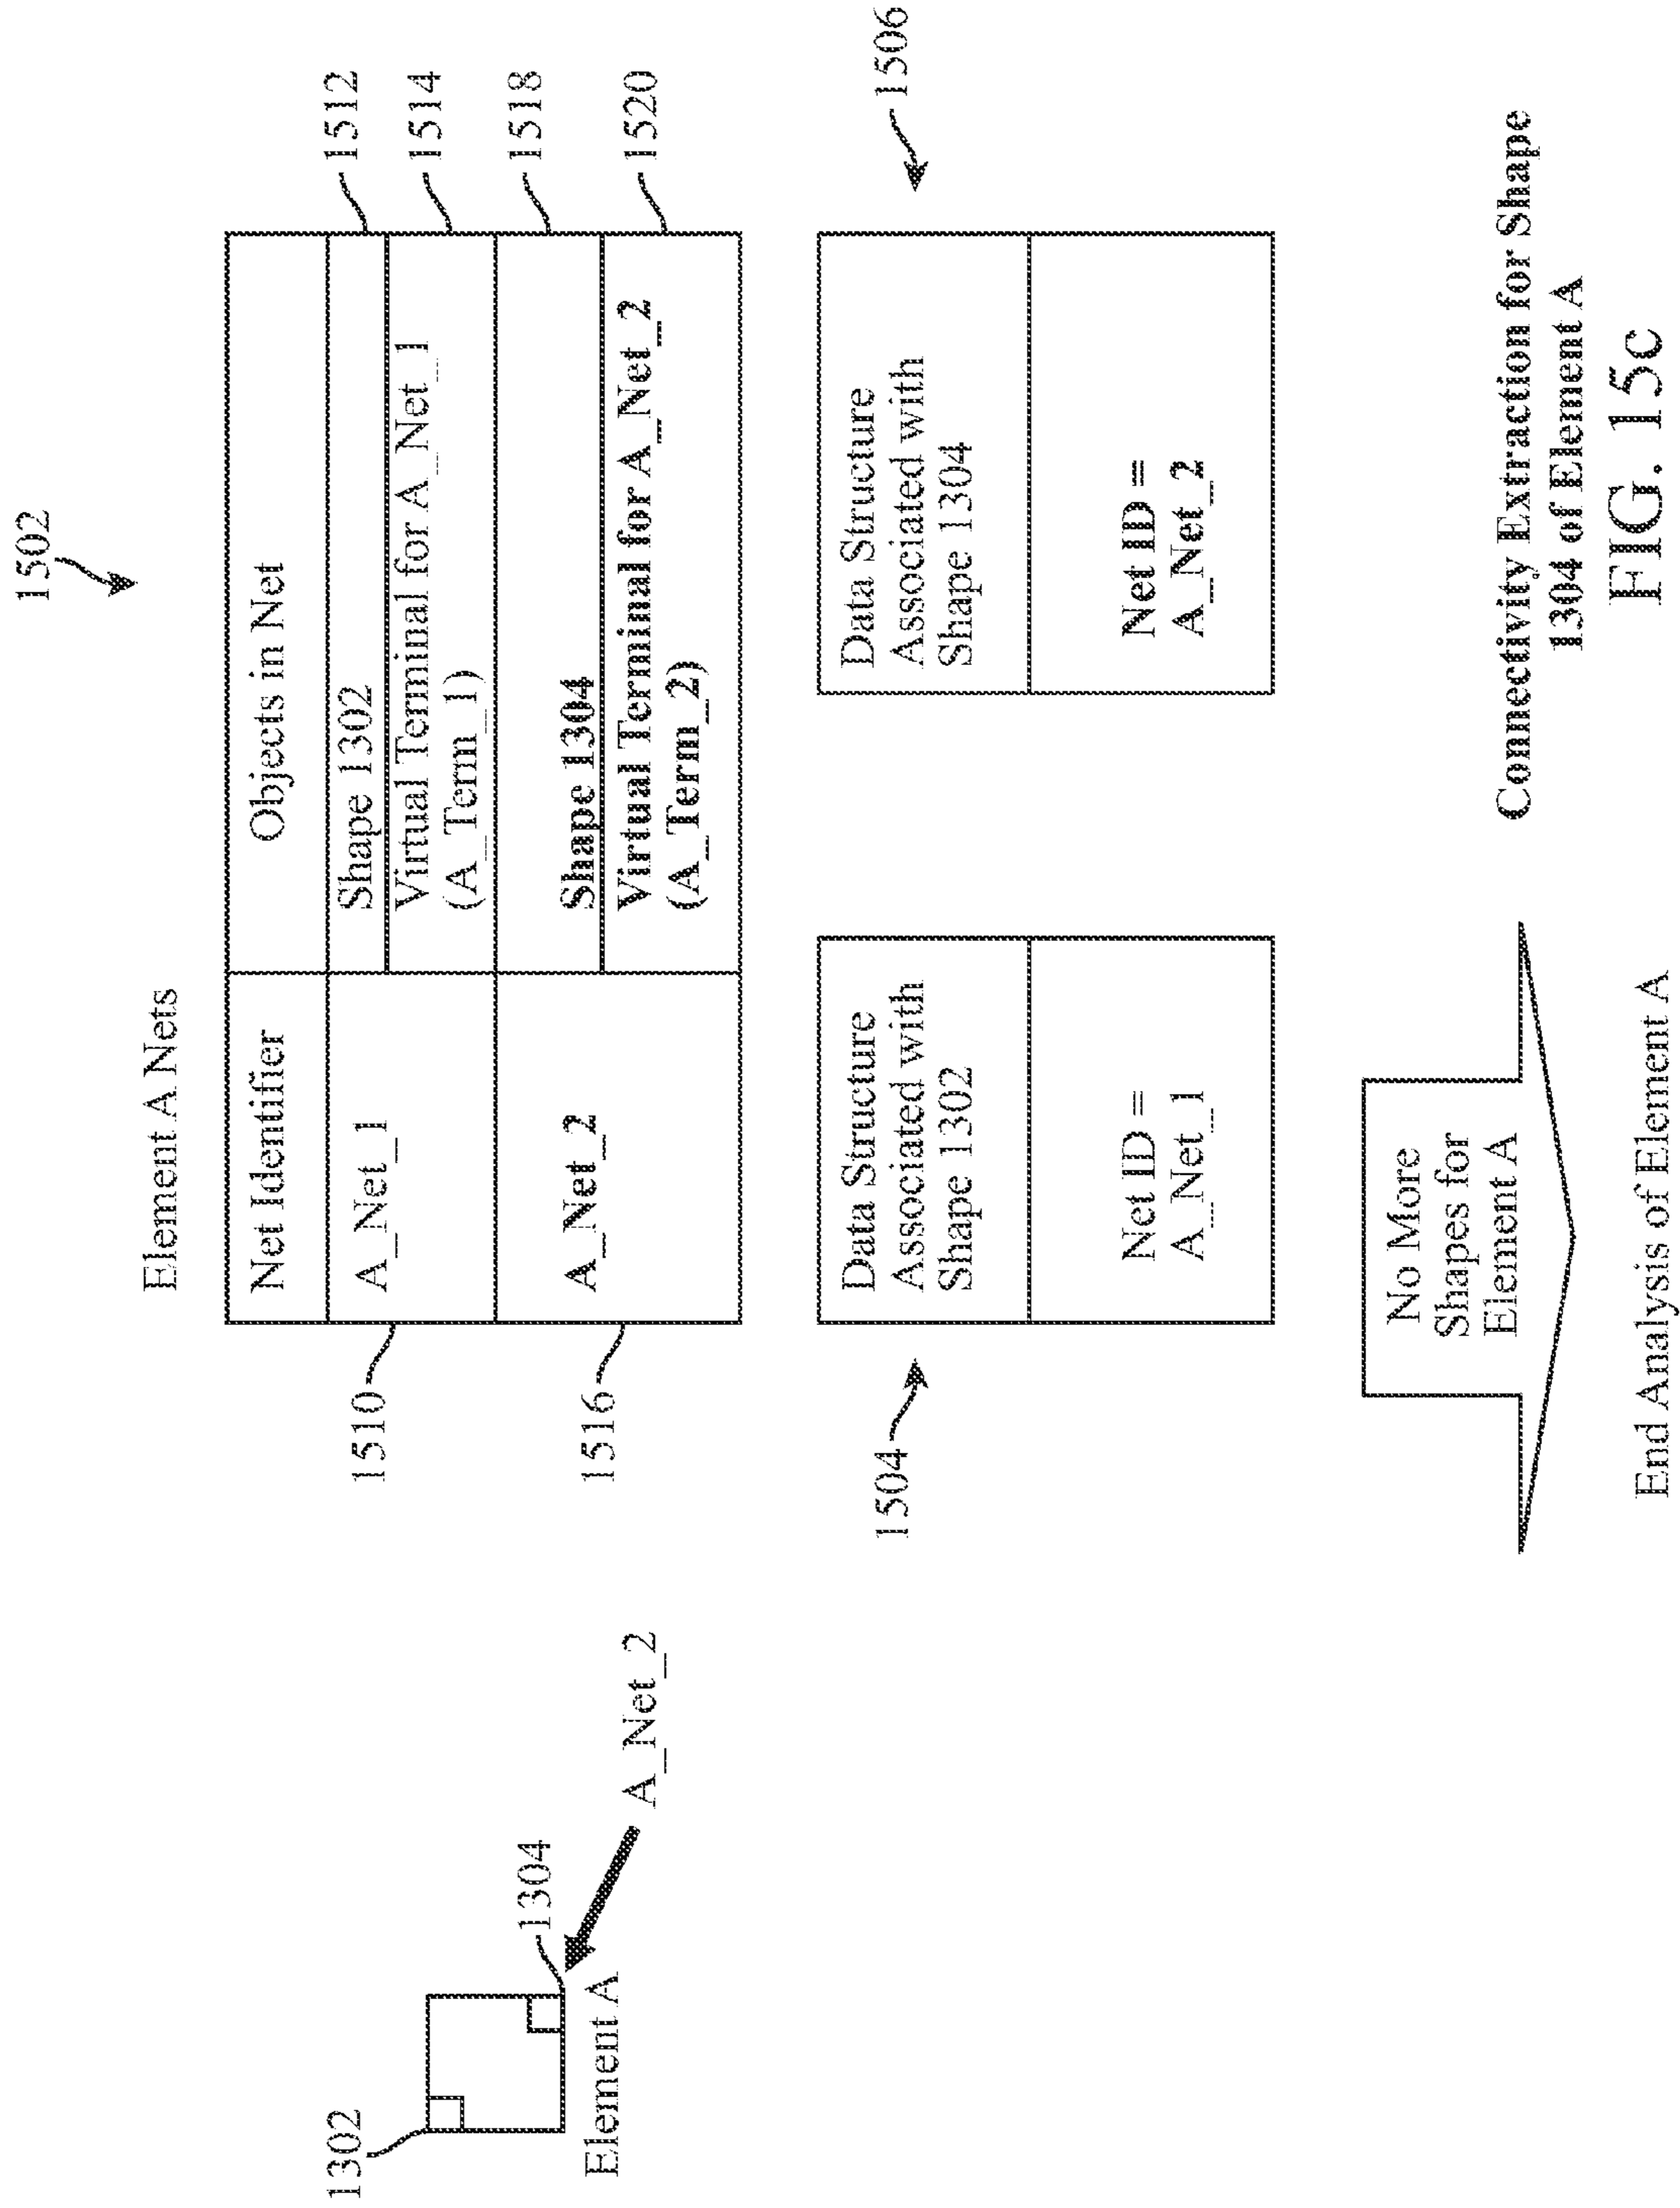 1502
Element A Nets
Net Identifier
Objects in Net
1510
A_Net_1
Shape 1302
1512
Virtual Terminal for A_Net_1
(A_Term_1)
1514
1516
A_Net_2
Shape 1304
1518
Virtual Terminal for A_Net_2
(A_Term_2)
1520
1302
1304
Element A
A_Net_2
1504
Data Structure
Associated with
Shape 1302
Net ID =
A_Net_1
Data Structure
Associated with
Shape 1304
Net ID =
A_Net_2
1506
No More
Shapes for
Element A
End Analysis of Element A
Connectivity Extraction for Shape
1304 of Element A
FIG. 15c